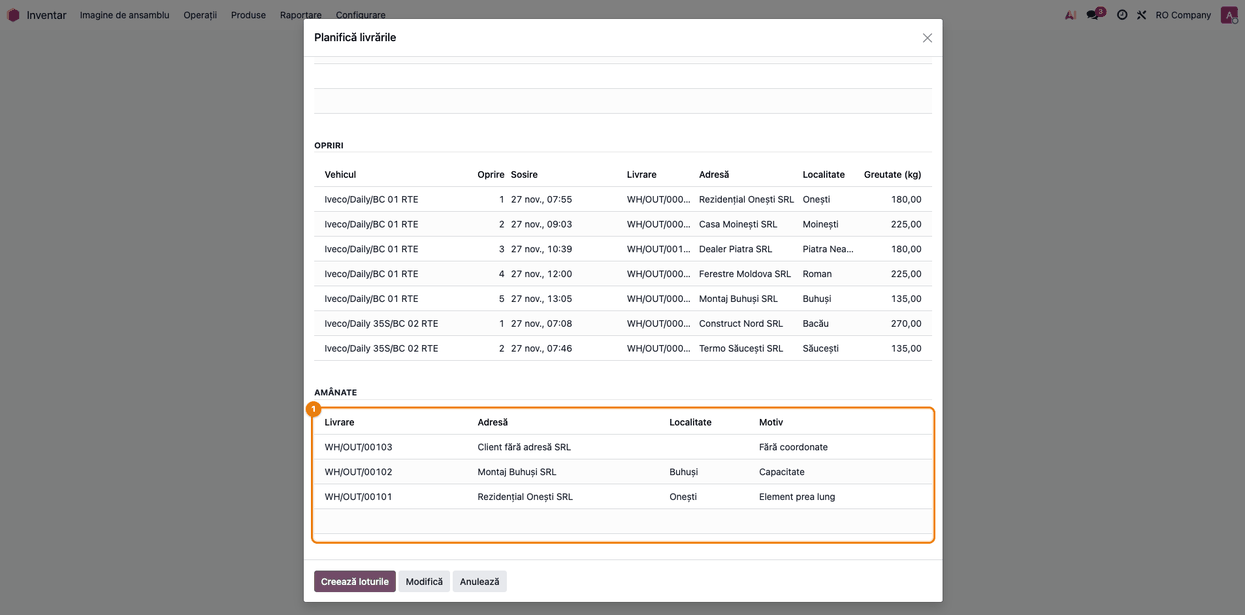 Inventar Imagine de ansamblu Operații Produse Raportare Configurare 3 RO Company A
Planifică livrările
OPRIRI
Vehicul Oprire Sosire Livrare Adresă Localitate Greutate (kg)
Iveco/Daily/BC 01 RTE 1 27 nov., 07:55 WH/OUT/000... Rezidențial Onești SRL Onești 180,00
Iveco/Daily/BC 01 RTE 2 27 nov., 09:03 WH/OUT/000... Casa Moinești SRL Moinești 225,00
Iveco/Daily/BC 01 RTE 3 27 nov., 10:39 WH/OUT/001... Dealer Piatra SRL Piatra Nea... 180,00
Iveco/Daily/BC 01 RTE 4 27 nov., 12:00 WH/OUT/000... Ferestre Moldova SRL Roman 225,00
Iveco/Daily/BC 01 RTE 5 27 nov., 13:05 WH/OUT/000... Montaj Buhuși SRL Buhuși 135,00
Iveco/Daily 35S/BC 02 RTE 1 27 nov., 07:08 WH/OUT/000... Construct Nord SRL Bacău 270,00
Iveco/Daily 35S/BC 02 RTE 2 27 nov., 07:46 WH/OUT/000... Termo Săucești SRL Săucești 135,00
AMÂNATE
1
Livrare Adresă Localitate Motiv
WH/OUT/00103 Client fără adresă SRL Fără coordonate
WH/OUT/00102 Montaj Buhuși SRL Buhuși Capacitate
WH/OUT/00101 Rezidențial Onești SRL Onești Element prea lung
Creează loturile Modifică Anulează